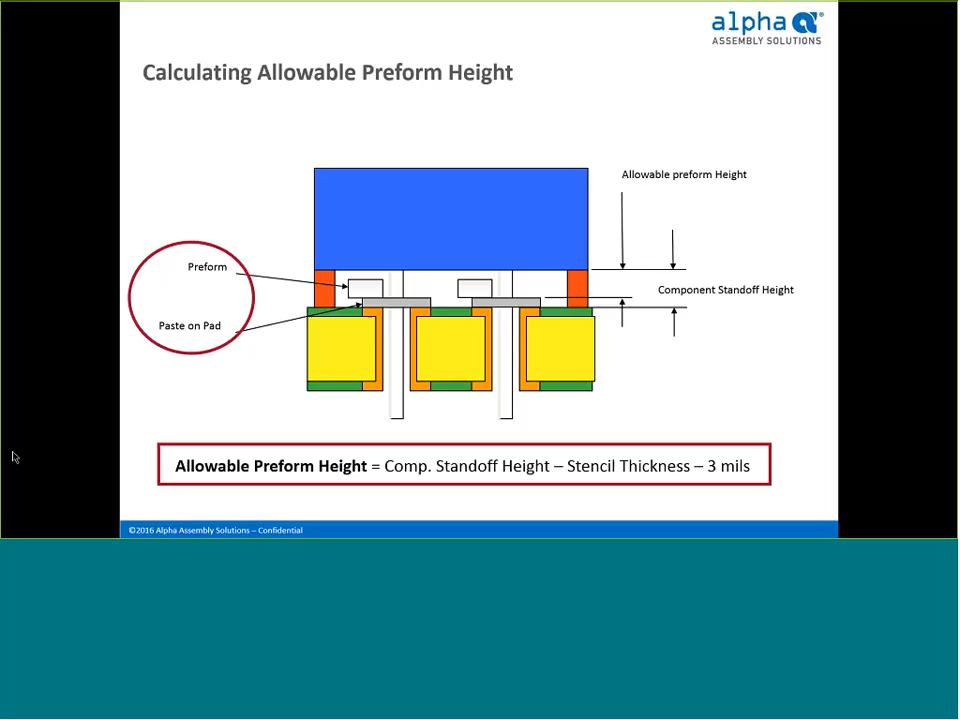 alpha
ASSEMBLY SOLUTIONS
Calculating Allowable Preform Height
Allowable preform Height
Preform
Component Standoff Height
Paste on Pad
Allowable Preform Height = Comp. Standoff Height – Stencil Thickness – 3 mils
©2016 Alpha Assembly Solutions – Confidential